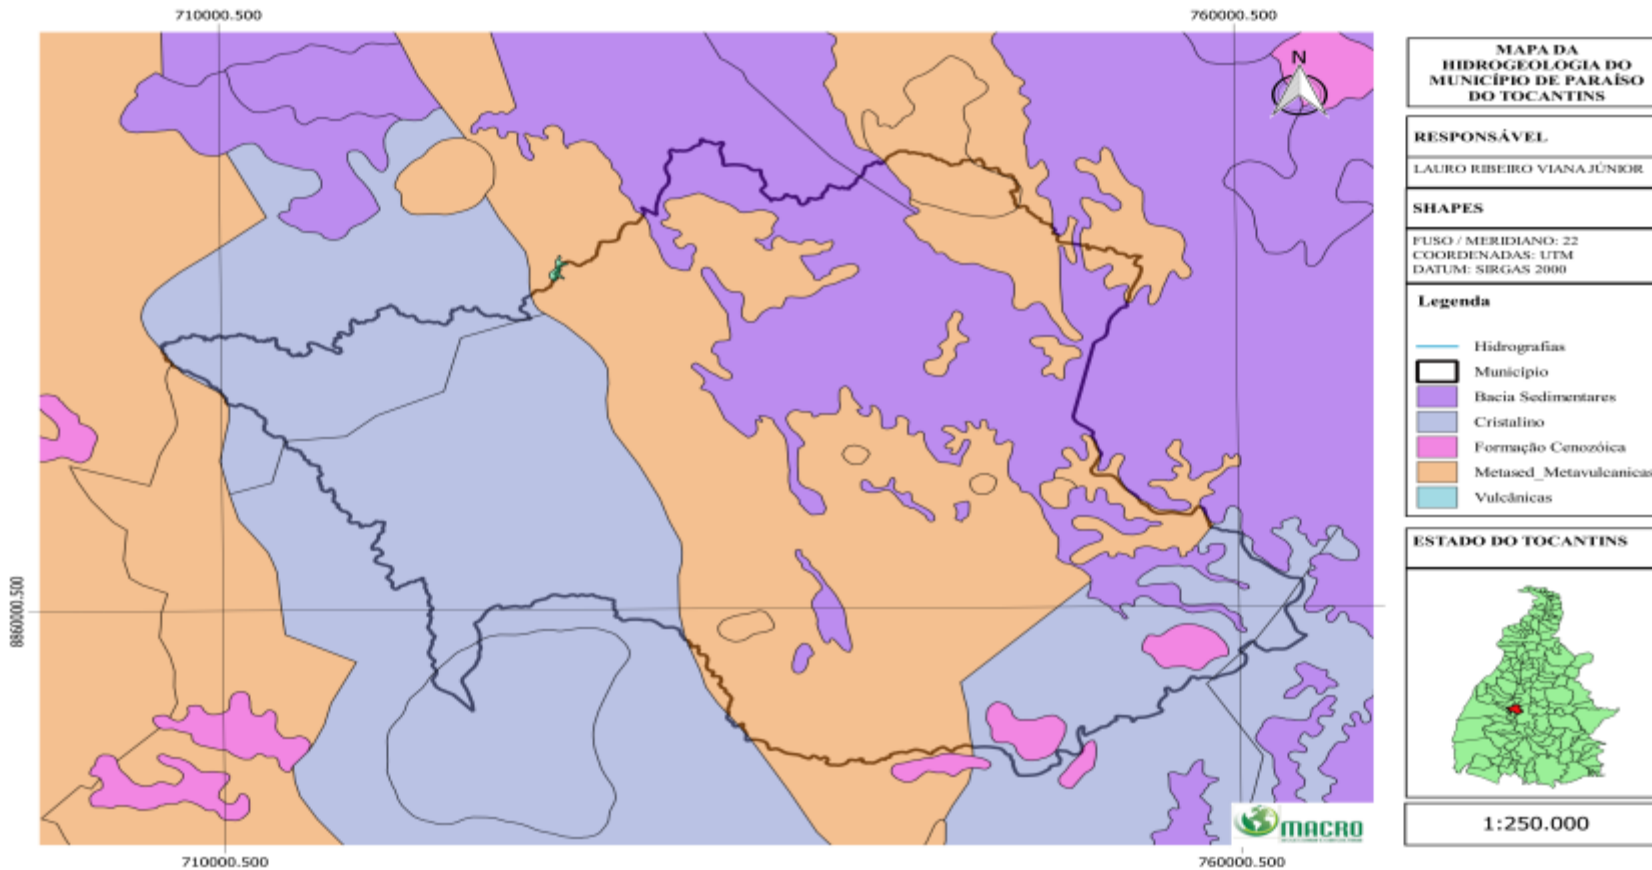 710000.500
760000.500
N
8860000.500
710000.500
760000.500
MACRO
MAPA DA
HIDROGEOLOGIA DO
MUNICÍPIO DE PARAÍSO
DO TOCANTINS
RESPONSÁVEL
LAURO RIBEIRO VIANA JÚNIOR
SHAPES
FUSO / MERIDIANO: 22
COORDENADAS: UTM
DATUM: SIRGAS 2000
Legenda
Hidrografias
Município
Bacia Sedimentares
Cristalino
Formação Cenozóica
Metased_Metavulcanicas
Vulcânicas
ESTADO DO TOCANTINS
1:250.000